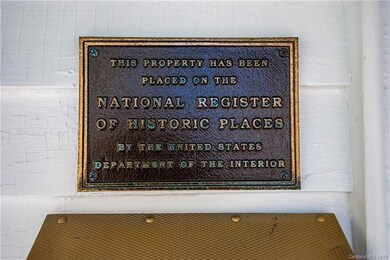 THIS PROPERTY HAS BEEN
PLACED ON THE
NATIONAL REGISTER
OF HISTORIC PLACES
BY THE UNITED STATES
DEPARTMENT OF THE INTERIOR